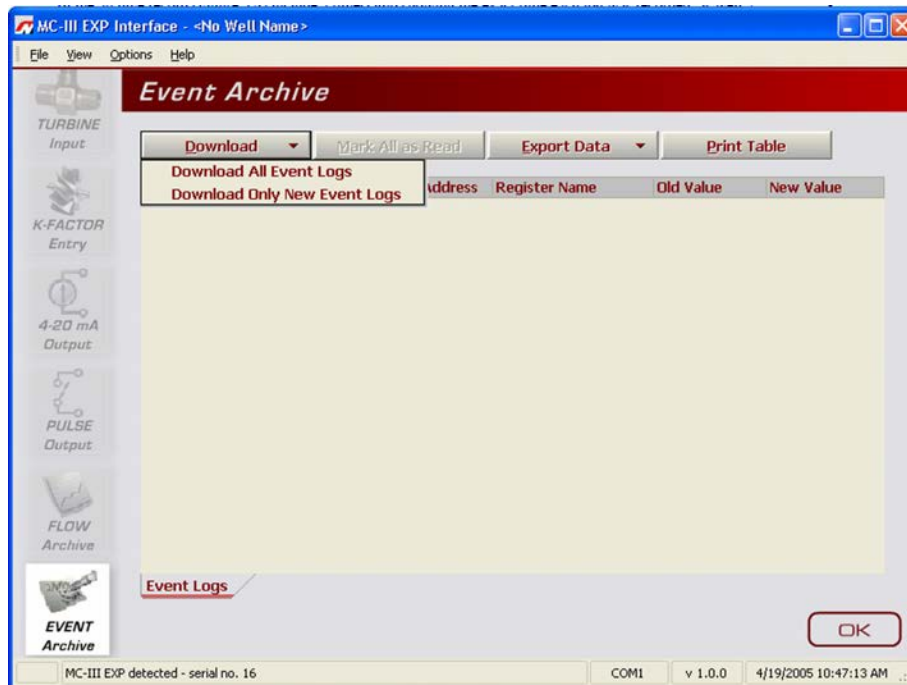 MC-III EXP Interface - <No Well Name>
File View Options Help
Event Archive
TURBINE
Input
Download Mark All as Read Export Data Print Table
Download All Event Logs
Download Only New Event Logs
Address Register Name Old Value New Value
K-FACTOR
Entry
4-20 mA
Output
PULSE
Output
FLOW
Archive
EVENT
Archive
Event Logs
OK
MC-III EXP detected - serial no. 16 COM1 v 1.0.0 4/19/2005 10:47:13 AM